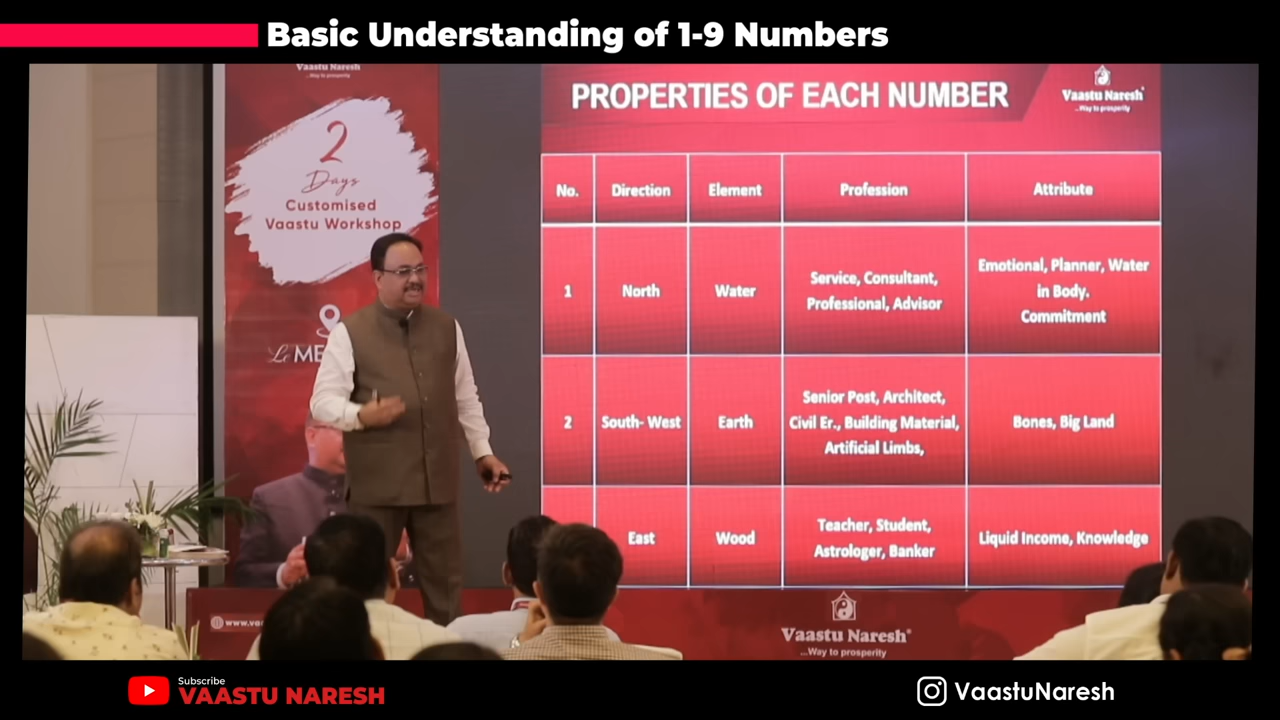 Basic Understanding of 1-9 Numbers
Vaastu Naresh
...Way to prosperity
2
Days
Customised
Vaastu Workshop
Le ME
PROPERTIES OF EACH NUMBER
Vaastu Naresh
...Way to prosperity
No. Direction Element Profession Attribute
1 North Water Service, Consultant,
Professional, Advisor
Emotional, Planner, Water
in Body.
Commitment
2 South- West Earth Senior Post, Architect,
Civil Er., Building Material,
Artificial Limbs,
Bones, Big Land
East Wood Teacher, Student,
Astrologer, Banker
Liquid Income, Knowledge
www.va
Vaastu Naresh®
...Way to prosperity
Subscribe
VAASTU NARESH
VaastuNaresh